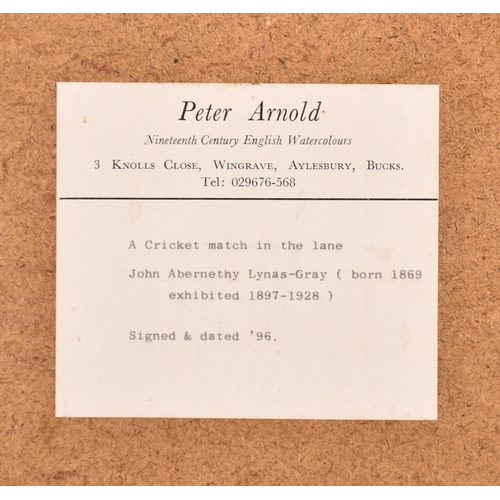 Peter Arnold
Nineteenth Century English Watercolours
3 Knolls Close, Wingrave, Aylesbury, Bucks.
Tel: 029676-568
A Cricket match in the lane
John Abernethy Lynas-Gray ( born 1869
exhibited 1897-1928 )
Signed & dated '96.